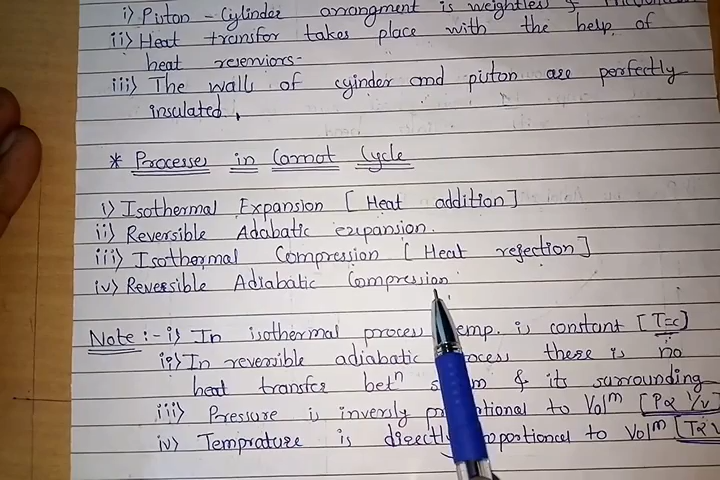 i) Piston - Cylinder arrangment is weightless &
ii) Heat transfer takes place with the help of
heat reserviors-
iii) The wall of cyinder and piston are perfectly
insulated.
* Processes in Carnot Cycle
i) Isothermal Expansion [Heat addition]
ii) Reversible Adabatic expansion.
iii) Isothermal Compression [Heat rejection]
iv) Reversible Adiabatic Compression
Note :- i) In isothermal process temp. is constant [T=c]
ii) In reversible adiabatic process there is no
heat transfer betⁿ & its surrounding
iii) Pressure is inversly proportional to Volᵐ [P∝ 1/V]
iv) Temprature is directly proportional to Volᵐ [T∝ V